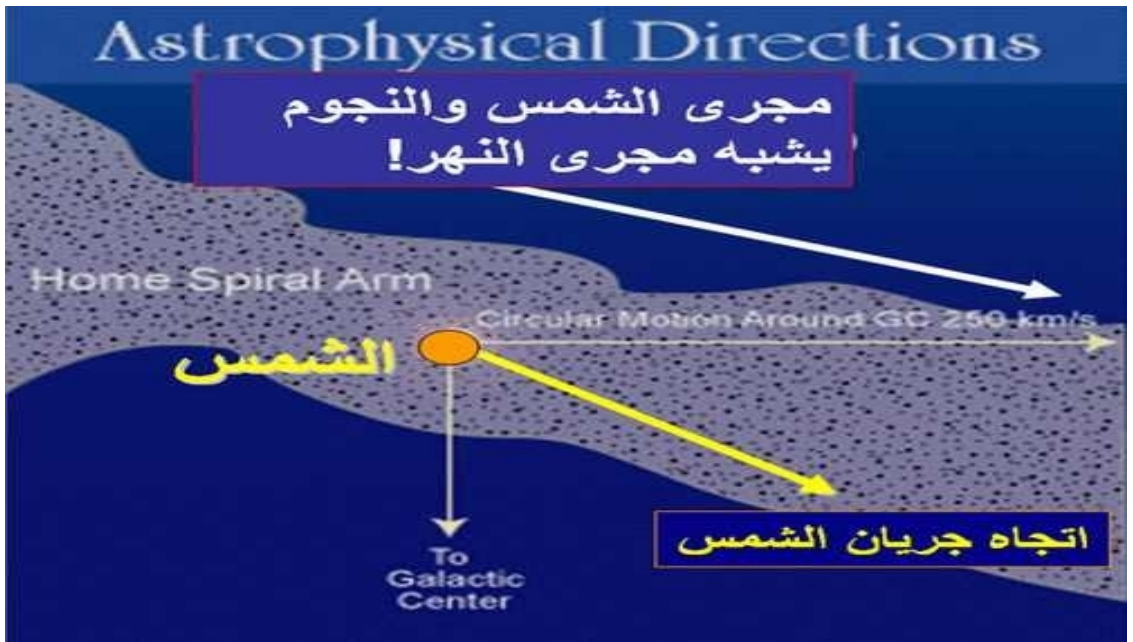 Astrophysical Directions
مجرى الشمس والنجوم
يشبه مجرى النهر!
Home Spiral Arm
Circular Motion Around GC 250 km/s
الشمس
اتجاه جريان الشمس
To
Galactic
Center